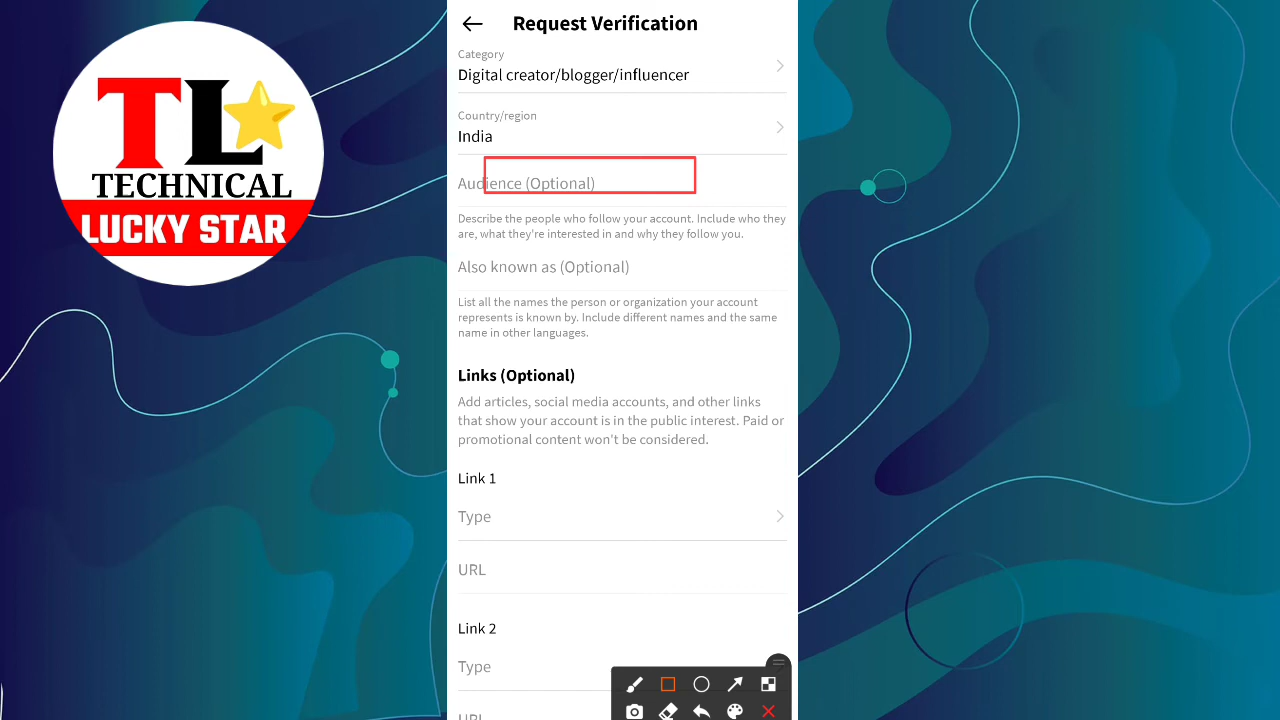 TL
TECHNICAL
LUCKY STAR
Request Verification
Category
Digital creator/blogger/influencer
Country/region
India
Audience (Optional)
Describe the people who follow your account. Include who they
are, what they're interested in and why they follow you.
Also known as (Optional)
List all the names the person or organization your account
represents is known by. Include different names and the same
name in other languages.
Links (Optional)
Add articles, social media accounts, and other links
that show your account is in the public interest. Paid or
promotional content won't be considered.
Link 1
Type
URL
Link 2
Type
URL